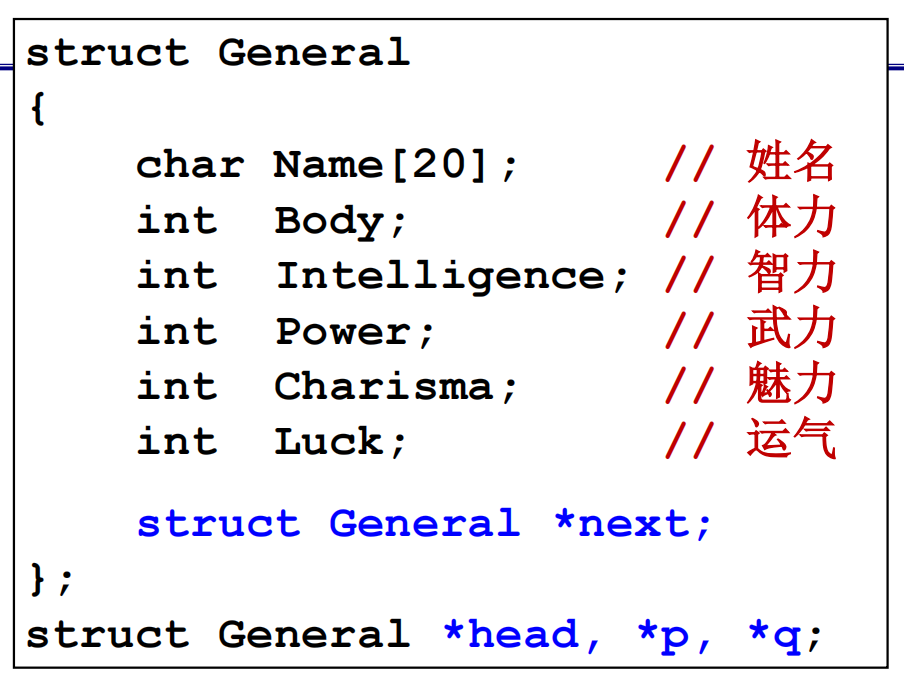 struct General
{
char Name[20]; // 姓名
int Body; // 体力
int Intelligence; // 智力
int Power; // 武力
int Charisma; // 魅力
int Luck; // 运气
struct General *next;
};
struct General *head, *p, *q;